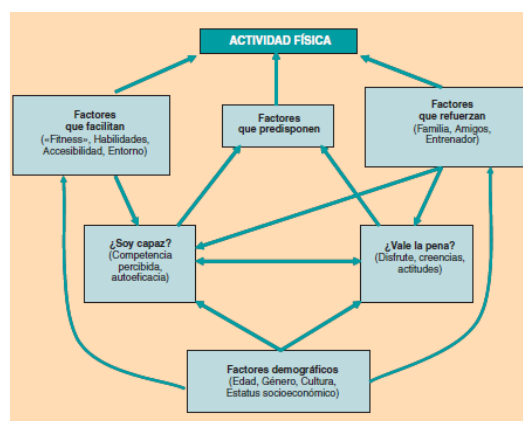 ACTIVIDAD FÍSICA
Factores
que facilitan
(«Fitness», Habilidades,
Accesibilidad, Entorno)
Factores
que predisponen
Factores
que refuerzan
(Familia, Amigos,
Entrenador)
¿Soy capaz?
(Competencia
percibida,
autoeficacia)
¿Vale la pena?
(Disfrute, creencias,
actitudes)
Factores demográficos
(Edad, Género, Cultura,
Estatus socioeconómico)